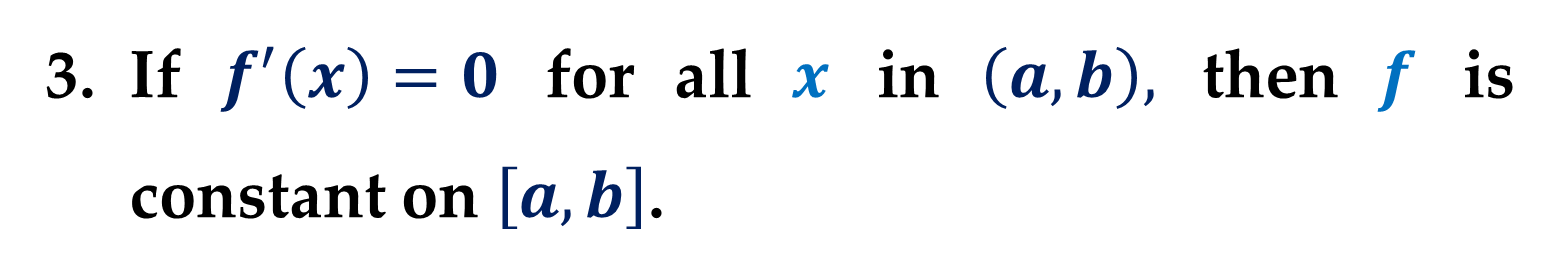 3. If f′(x) = 0 for all x in (a, b), then f is
constant on [a, b].